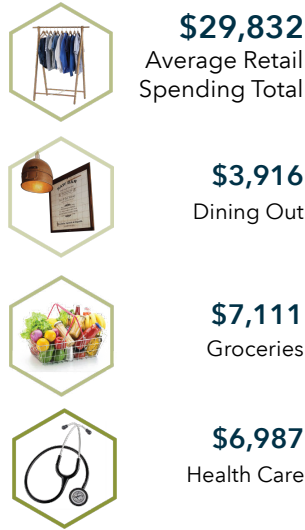 $29,832
Average Retail
Spending Total
$3,916
Dining Out
$7,111
Groceries
$6,987
Health Care